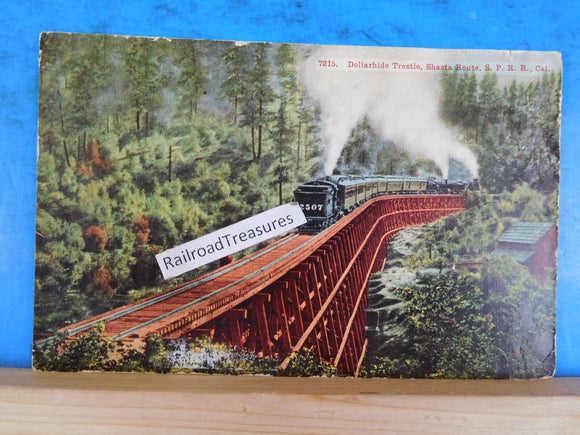 7215. Dollarhide Trestle, Shasta Route, S. P. R. R., Cal.
2507
RailroadTreasures